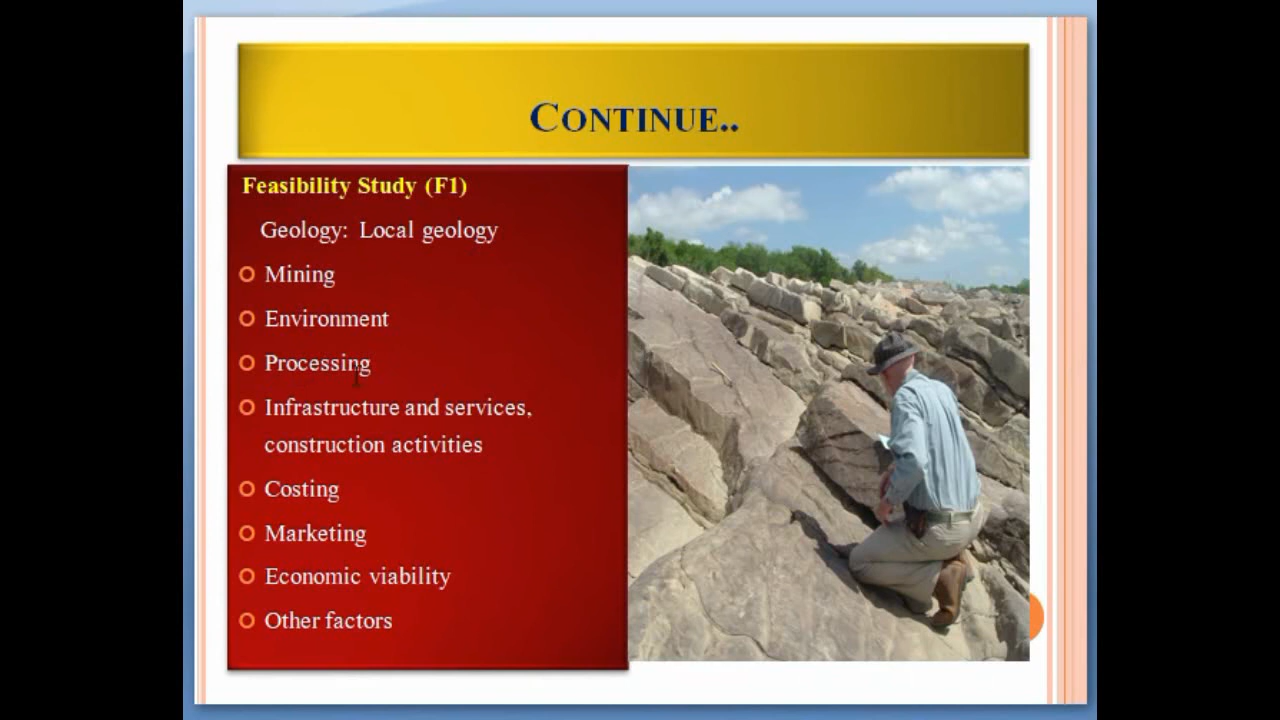 CONTINUE..
Feasibility Study (F1)
Geology: Local geology
Mining
Environment
Processing
Infrastructure and services,
construction activities
Costing
Marketing
Economic viability
Other factors